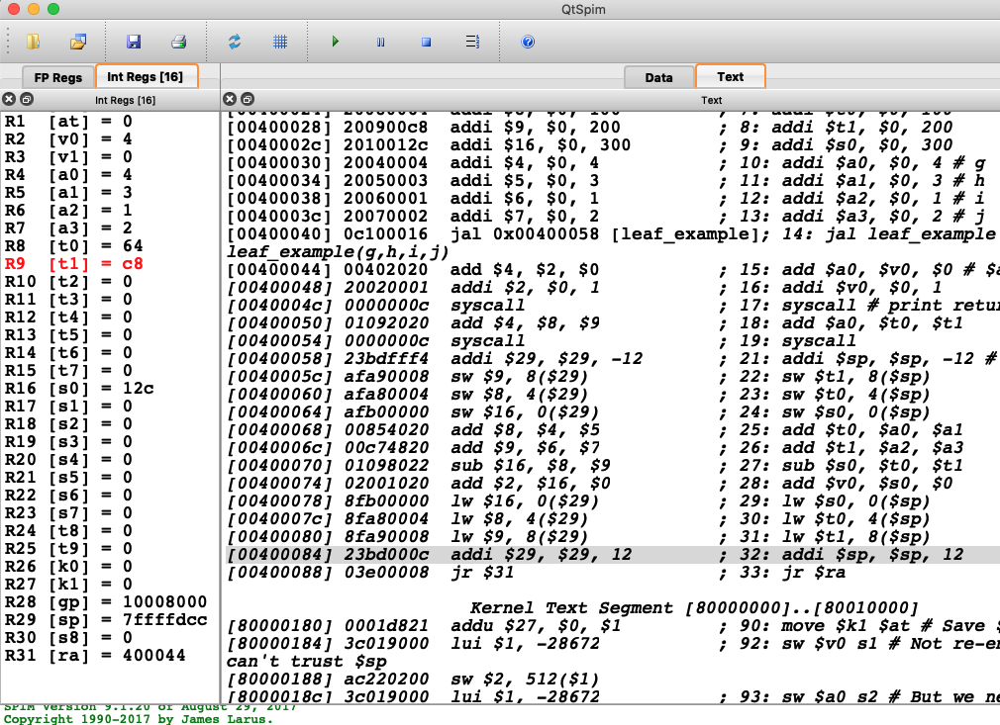 QtSpim
FP Regs
Int Regs [16]
Data
Text
Int Regs [16]
Text
R1 [at] = 0
R2 [v0] = 4
R3 [v1] = 0
R4 [a0] = 4
R5 [a1] = 3
R6 [a2] = 1
R7 [a3] = 2
R8 [t0] = 64
R9 [t1] = c8
R10 [t2] = 0
R11 [t3] = 0
R12 [t4] = 0
R13 [t5] = 0
R14 [t6] = 0
R15 [t7] = 0
R16 [s0] = 12c
R17 [s1] = 0
R18 [s2] = 0
R19 [s3] = 0
R20 [s4] = 0
R21 [s5] = 0
R22 [s6] = 0
R23 [s7] = 0
R24 [t8] = 0
R25 [t9] = 0
R26 [k0] = 0
R27 [k1] = 0
R28 [gp] = 10008000
R29 [sp] = 7ffffdcc
R30 [s8] = 0
R31 [ra] = 400044
[00400028] 200900c8 addi $9, $0, 200 ; 8: addi $t1, $0, 200
[0040002c] 2010012c addi $16, $0, 300 ; 9: addi $s0, $0, 300
[00400030] 20040004 addi $4, $0, 4 ; 10: addi $a0, $0, 4 # g
[00400034] 20050003 addi $5, $0, 3 ; 11: addi $a1, $0, 3 # h
[00400038] 20060001 addi $6, $0, 1 ; 12: addi $a2, $0, 1 # i
[0040003c] 20070002 addi $7, $0, 2 ; 13: addi $a3, $0, 2 # j
[00400040] 0c100016 jal 0x00400058 [leaf_example]; 14: jal leaf_example
leaf_example(g,h,i,j)
[00400044] 00402020 add $4, $2, $0 ; 15: add $a0, $v0, $0 # $a
[00400048] 20020001 addi $2, $0, 1 ; 16: addi $v0, $0, 1
[0040004c] 0000000c syscall ; 17: syscall # print retur
[00400050] 01092020 add $4, $8, $9 ; 18: add $a0, $t0, $t1
[00400054] 0000000c syscall ; 19: syscall
[00400058] 23bdfff4 addi $29, $29, -12 ; 21: addi $sp, $sp, -12 #
[0040005c] afa90008 sw $9, 8($29) ; 22: sw $t1, 8($sp)
[00400060] afa80004 sw $8, 4($29) ; 23: sw $t0, 4($sp)
[00400064] afb00000 sw $16, 0($29) ; 24: sw $s0, 0($sp)
[00400068] 00854020 add $8, $4, $5 ; 25: add $t0, $a0, $a1
[0040006c] 00c74820 add $9, $6, $7 ; 26: add $t1, $a2, $a3
[00400070] 01098022 sub $16, $8, $9 ; 27: sub $s0, $t0, $t1
[00400074] 02001020 add $2, $16, $0 ; 28: add $v0, $s0, $0
[00400078] 8fb00000 lw $16, 0($29) ; 29: lw $s0, 0($sp)
[0040007c] 8fa80004 lw $8, 4($29) ; 30: lw $t0, 4($sp)
[00400080] 8fa90008 lw $9, 8($29) ; 31: lw $t1, 8($sp)
[00400084] 23bd000c addi $29, $29, 12 ; 32: addi $sp, $sp, 12
[00400088] 03e00008 jr $31 ; 33: jr $ra
Kernel Text Segment [80000000]..[80010000]
[80000180] 0001d821 addu $27, $0, $1 ; 90: move $k1 $at # Save $
[80000184] 3c019000 lui $1, -28672 ; 92: sw $v0 s1 # Not re-en
can't trust $sp
[80000188] ac220200 sw $2, 512($1)
[8000018c] 3c019000 lui $1, -28672 ; 93: sw $a0 s2 # But we ne
SPIM Version 9.1.20 of August 29, 2017
Copyright 1990-2017 by James Larus.